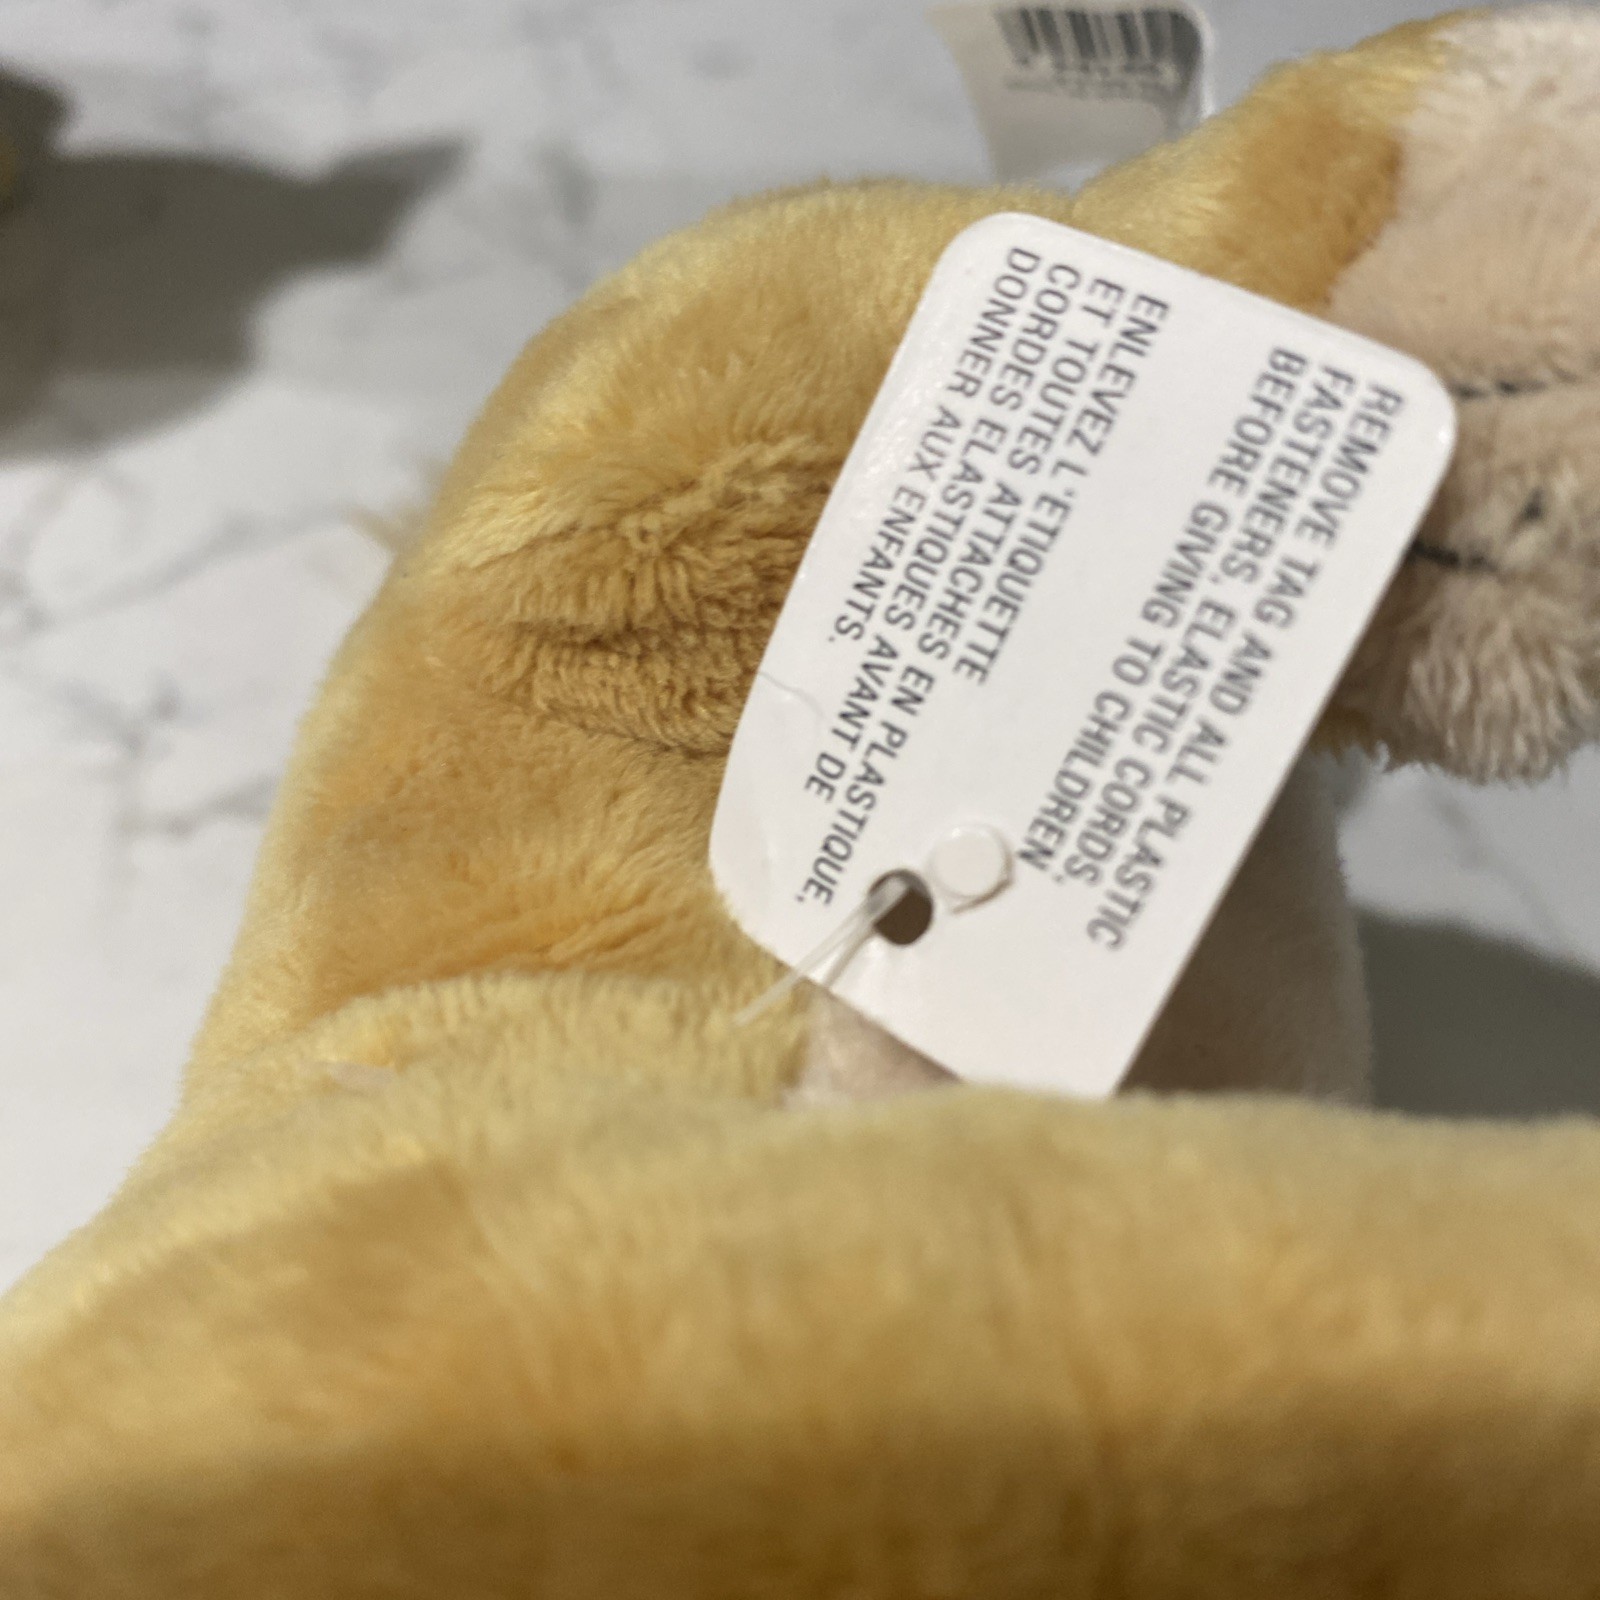 REMOVE TAG AND ALL PLASTIC
FASTENERS, ELASTIC CORDS,
BEFORE GIVING TO CHILDREN.
ENLEVEZ L'ETIQUETTE
ET TOUTES ATTACHES EN PLASTIQUE,
CORDES ELASTIQUES AVANT DE
DONNER AUX ENFANTS.